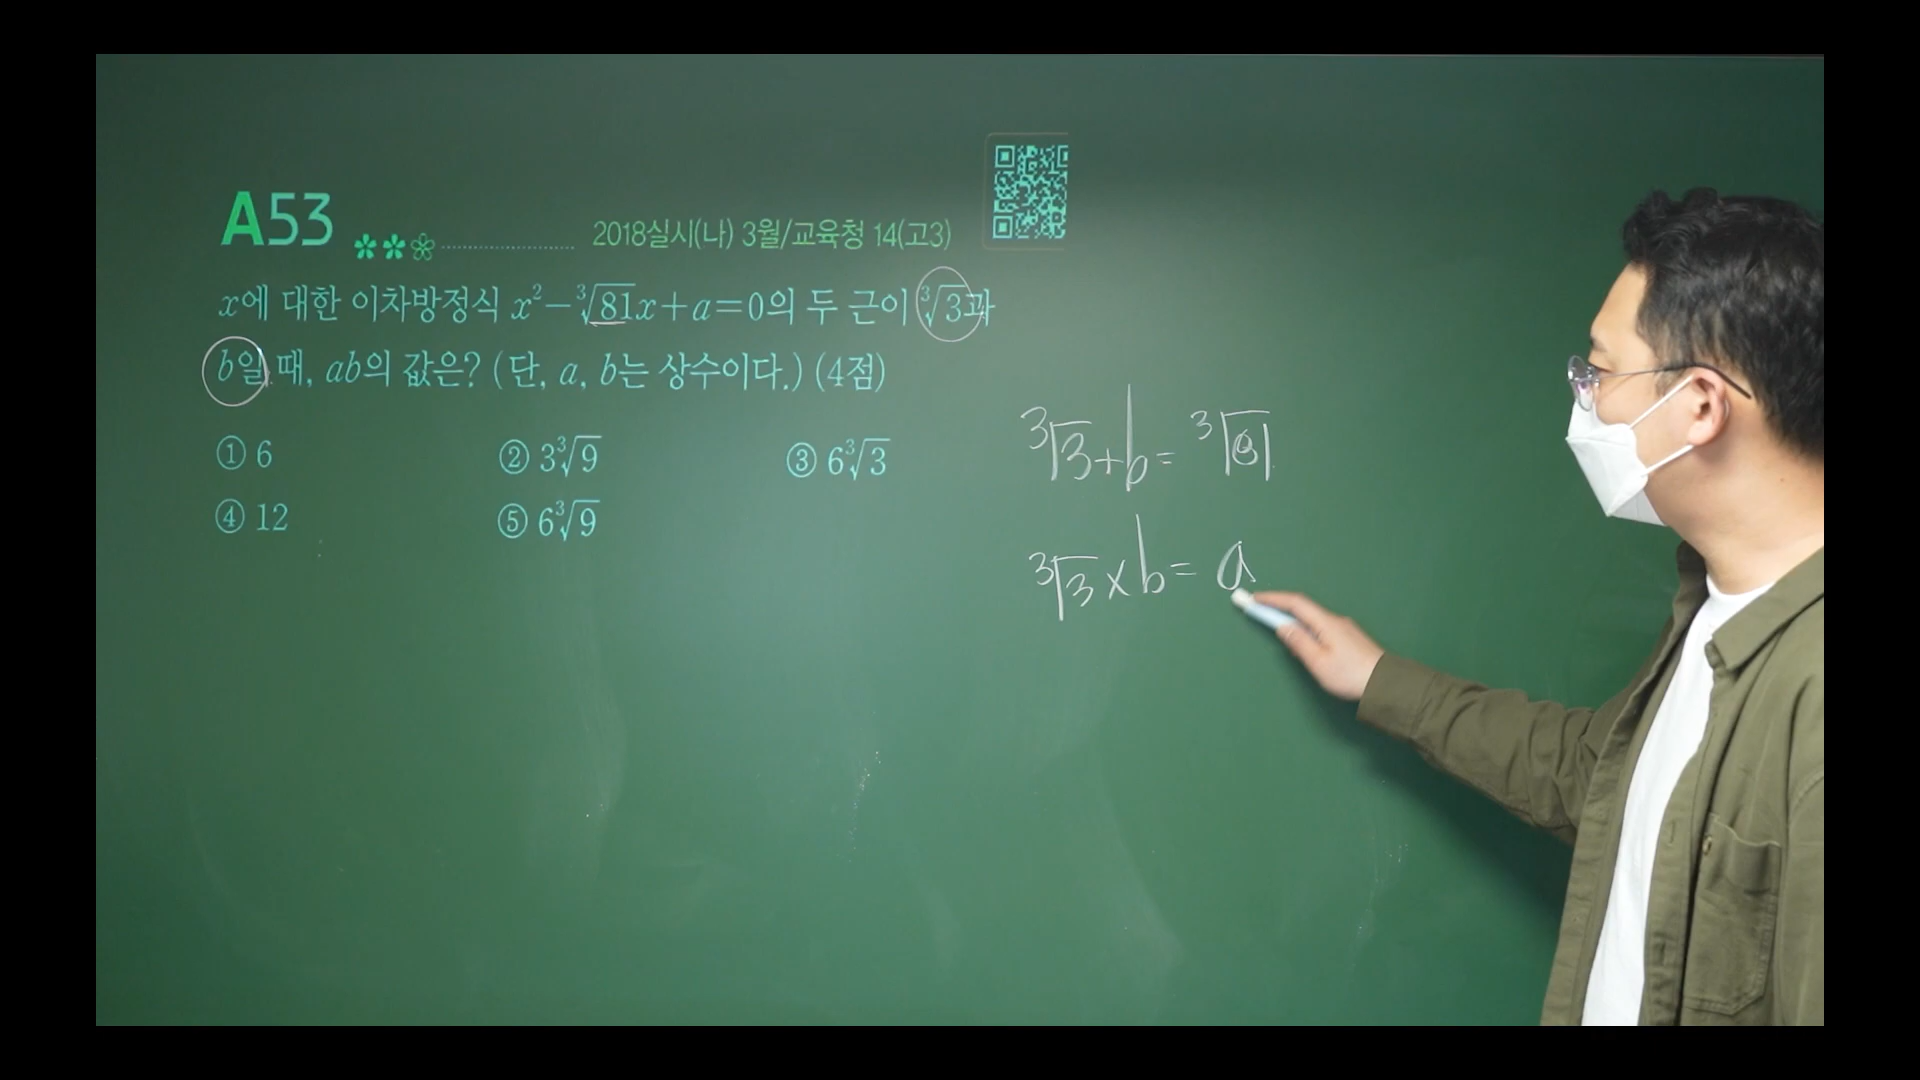 A53
2018실시(나) 3월/교육청 14(고3)
x에 대한 이차방정식 x²−∛81x+a=0의 두 근이 ∛3과
b일 때, ab의 값은? (단, a, b는 상수이다.) (4점)
① 6 ② 3∛9 ③ 6∛3
④ 12 ⑤ 6∛9
∛3+b=∛81
∛3×b=a